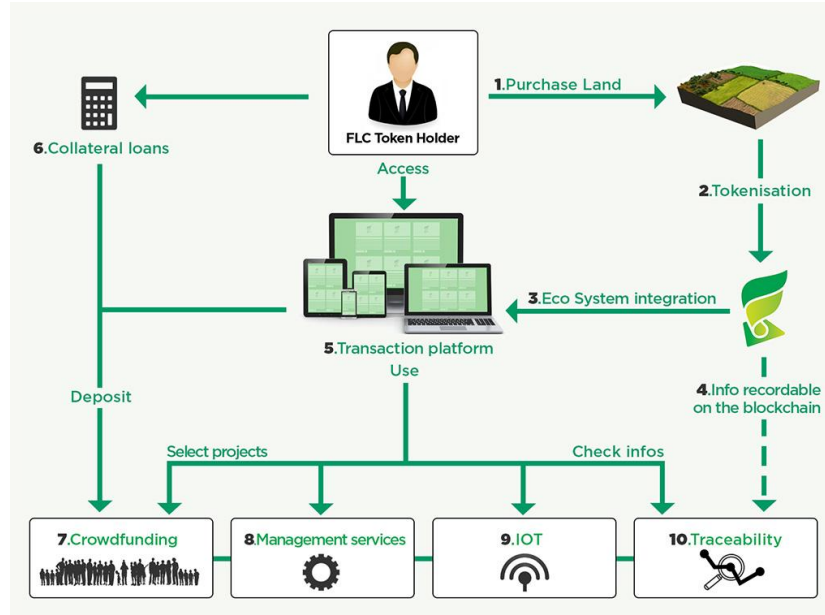 FLC Token Holder
1.Purchase Land
6.Collateral loans
Access
2.Tokenisation
3.Eco System integration
5.Transaction platform
Use
4.Info recordable
on the blockchain
Deposit
Select projects
Check infos
7.Crowdfunding
8.Management services
9.IOT
10.Traceability